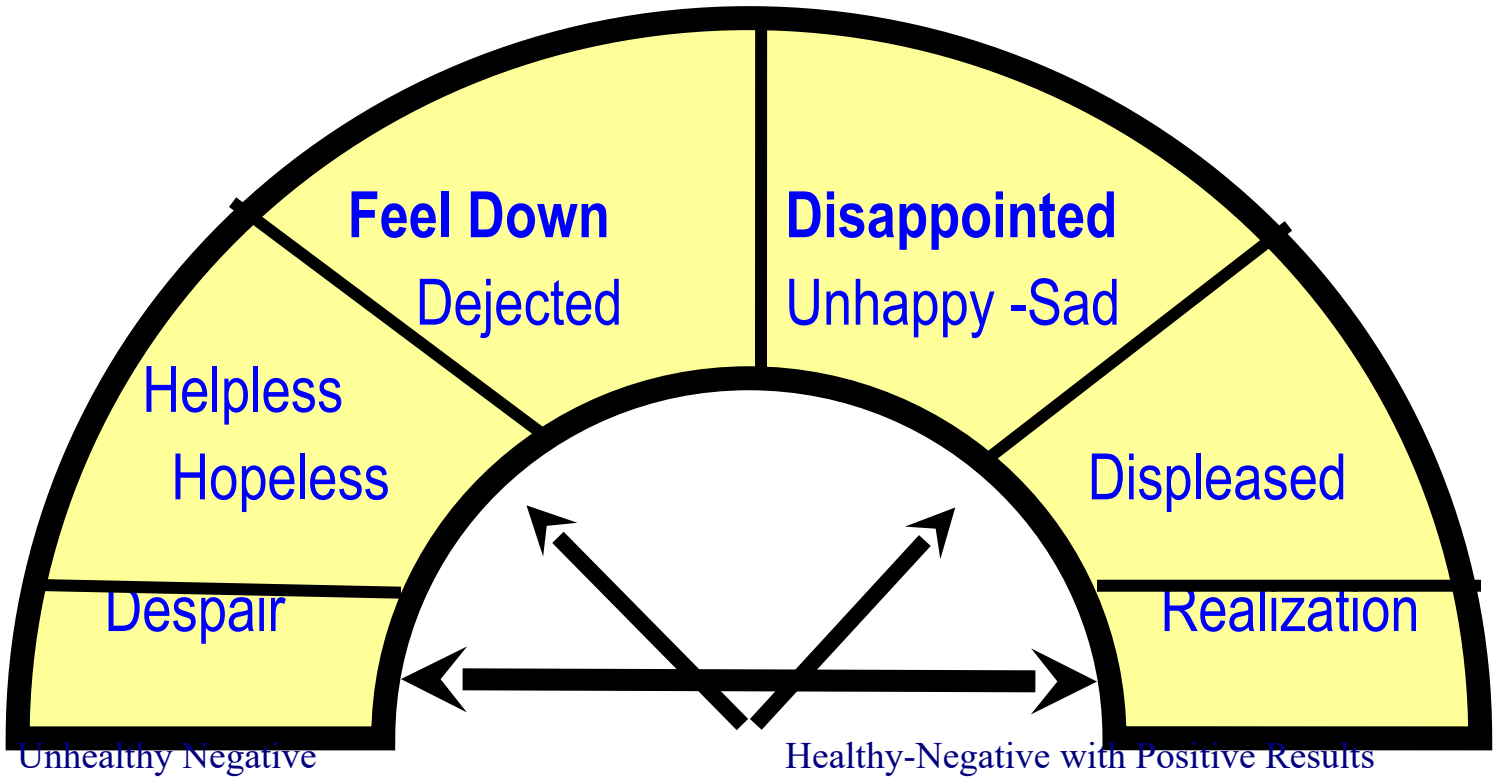 Feel Down
Disappointed
Dejected
Unhappy -Sad
Helpless
Hopeless
Displeased
Despair
Realization
Unhealthy Negative
Healthy-Negative with Positive Results